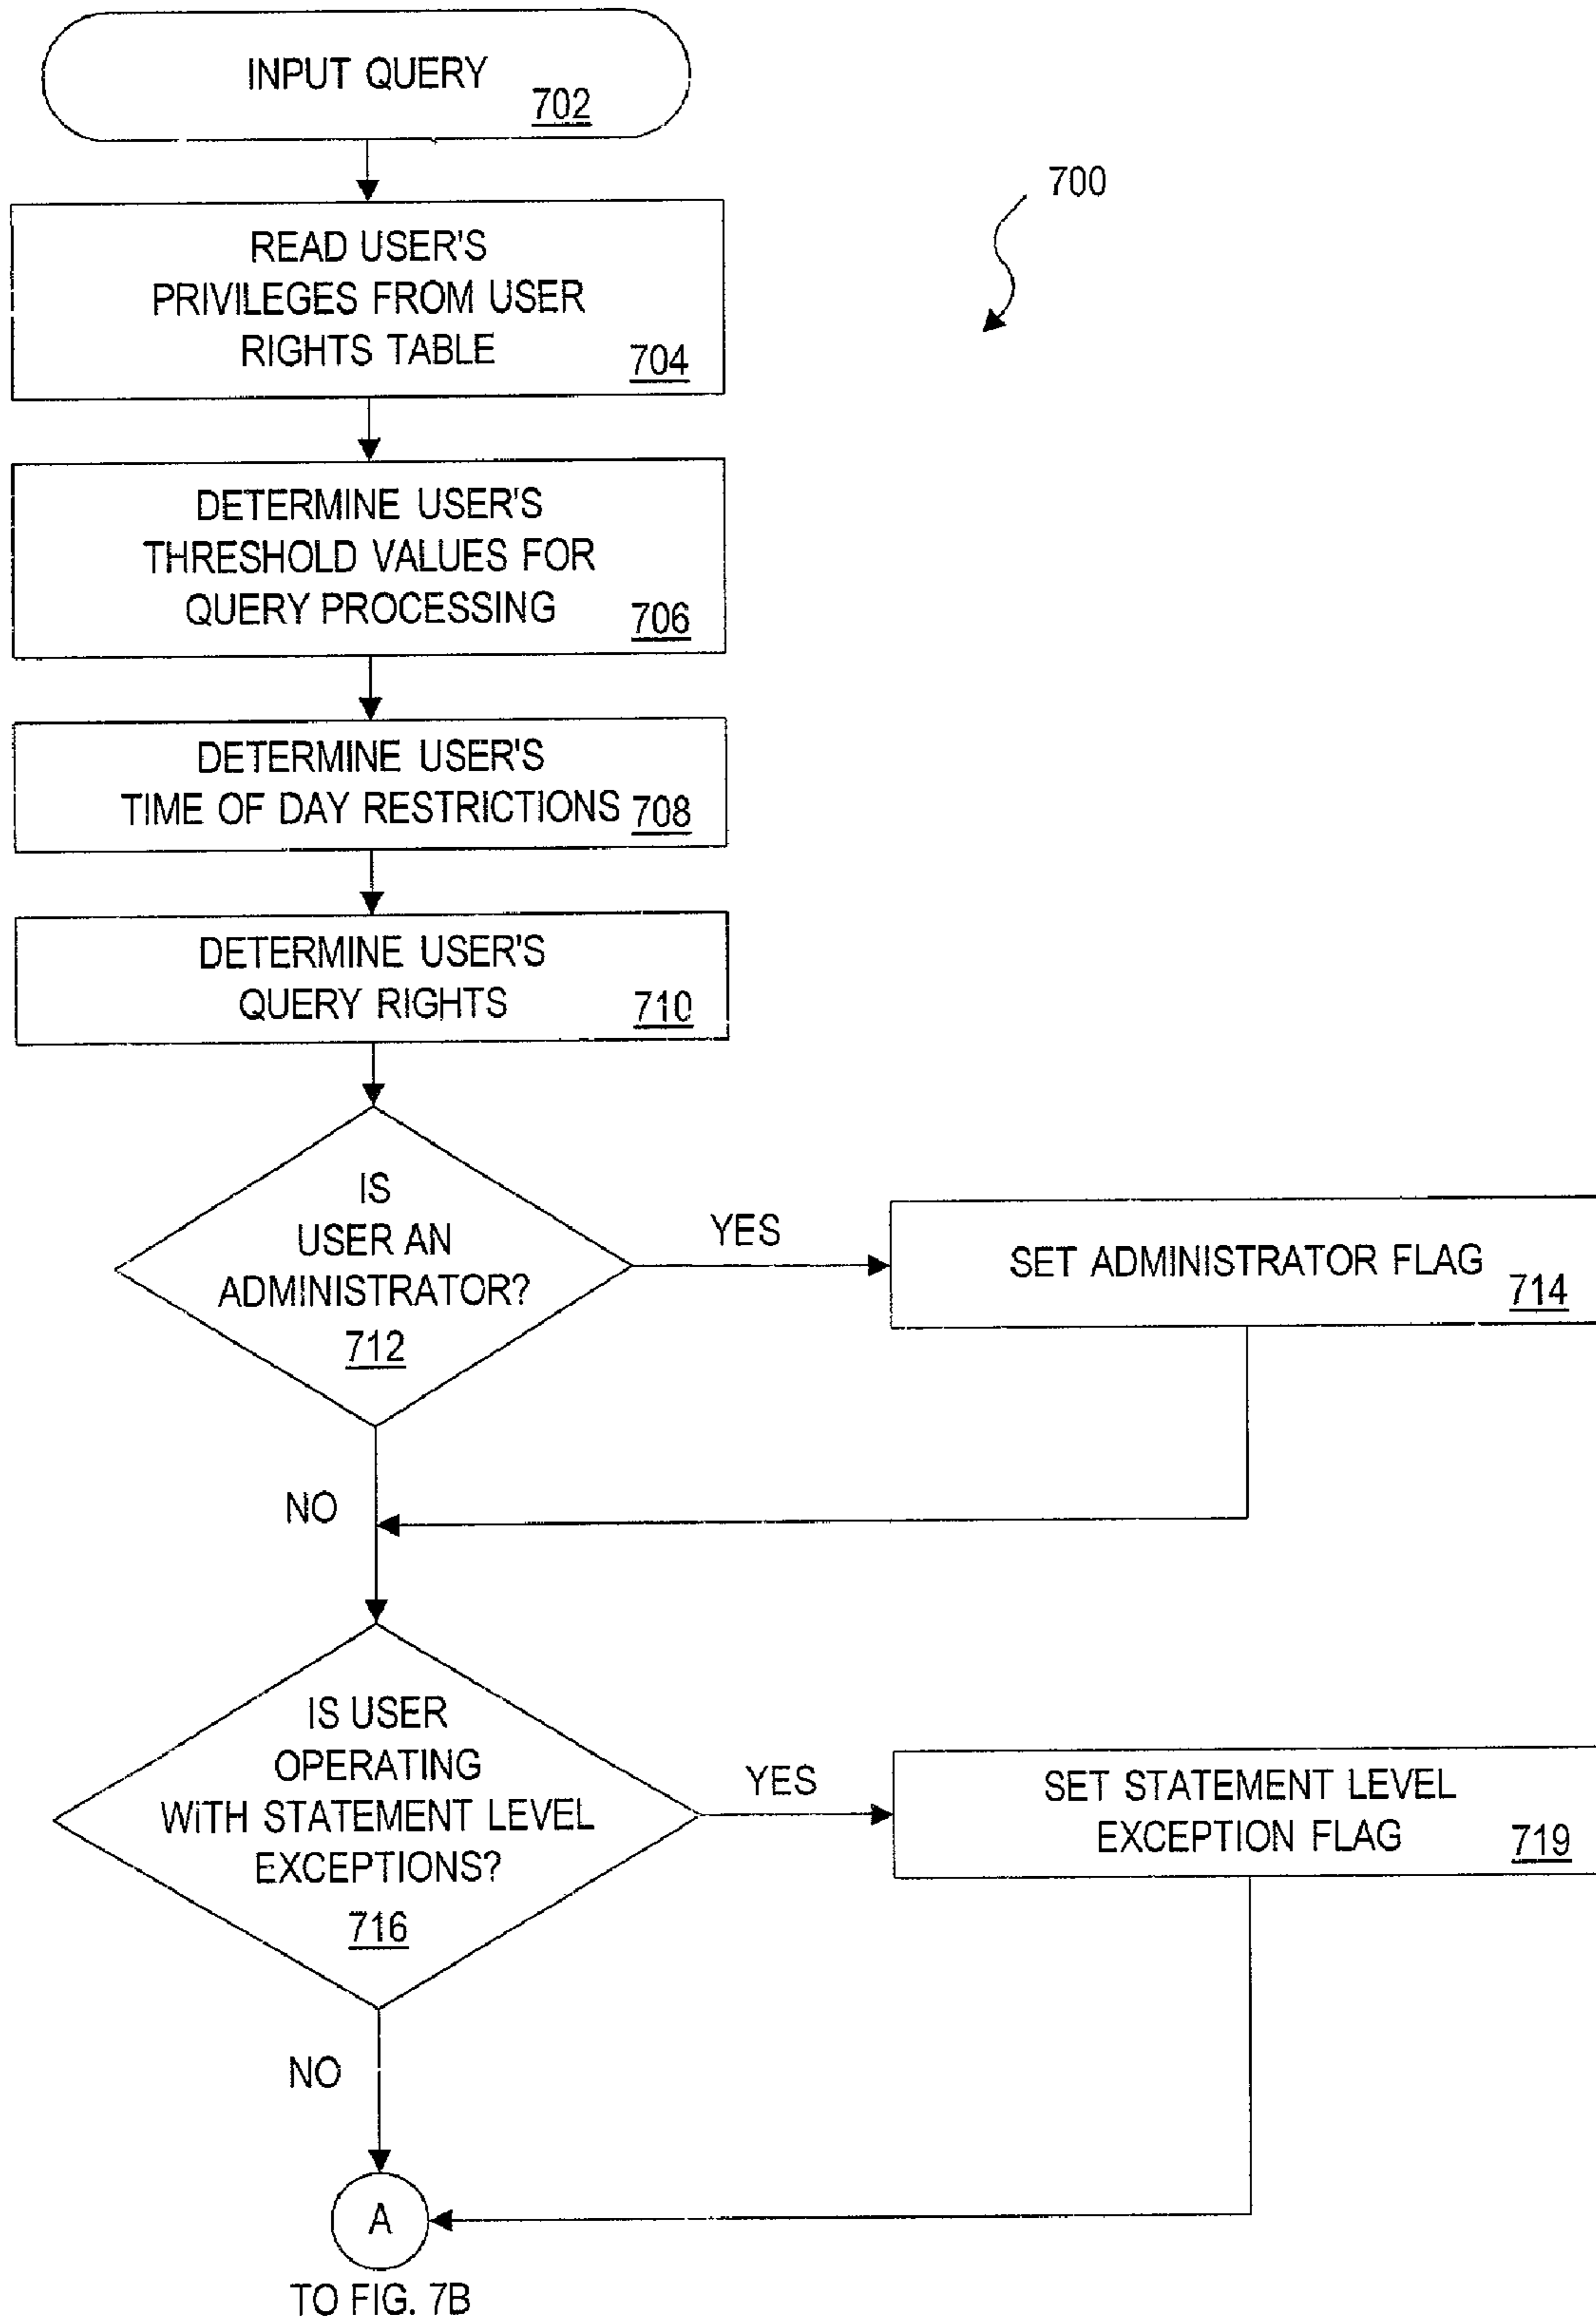 INPUT QUERY
702
700
READ USER'S
PRIVILEGES FROM USER
RIGHTS TABLE
704
DETERMINE USER'S
THRESHOLD VALUES FOR
QUERY PROCESSING
706
DETERMINE USER'S
TIME OF DAY RESTRICTIONS
708
DETERMINE USER'S
QUERY RIGHTS
710
IS
USER AN
ADMINISTRATOR?
712
YES
SET ADMINISTRATOR FLAG
714
NO
IS USER
OPERATING
WITH STATEMENT LEVEL
EXCEPTIONS?
716
YES
SET STATEMENT LEVEL
EXCEPTION FLAG
719
NO
A
TO FIG. 7B